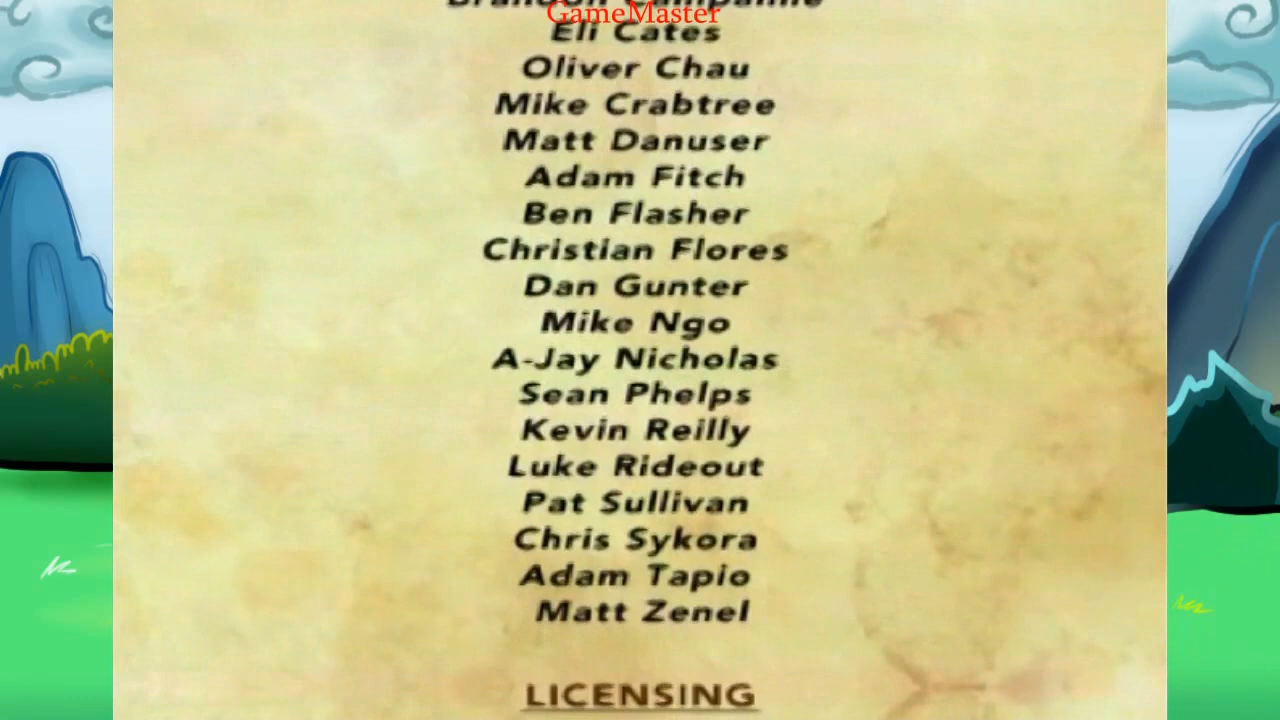 GameMaster
Eli Cates
Oliver Chau
Mike Crabtree
Matt Danuser
Adam Fitch
Ben Flasher
Christian Flores
Dan Gunter
Mike Ngo
A-Jay Nicholas
Sean Phelps
Kevin Reilly
Luke Rideout
Pat Sullivan
Chris Sykora
Adam Tapio
Matt Zenel
LICENSING